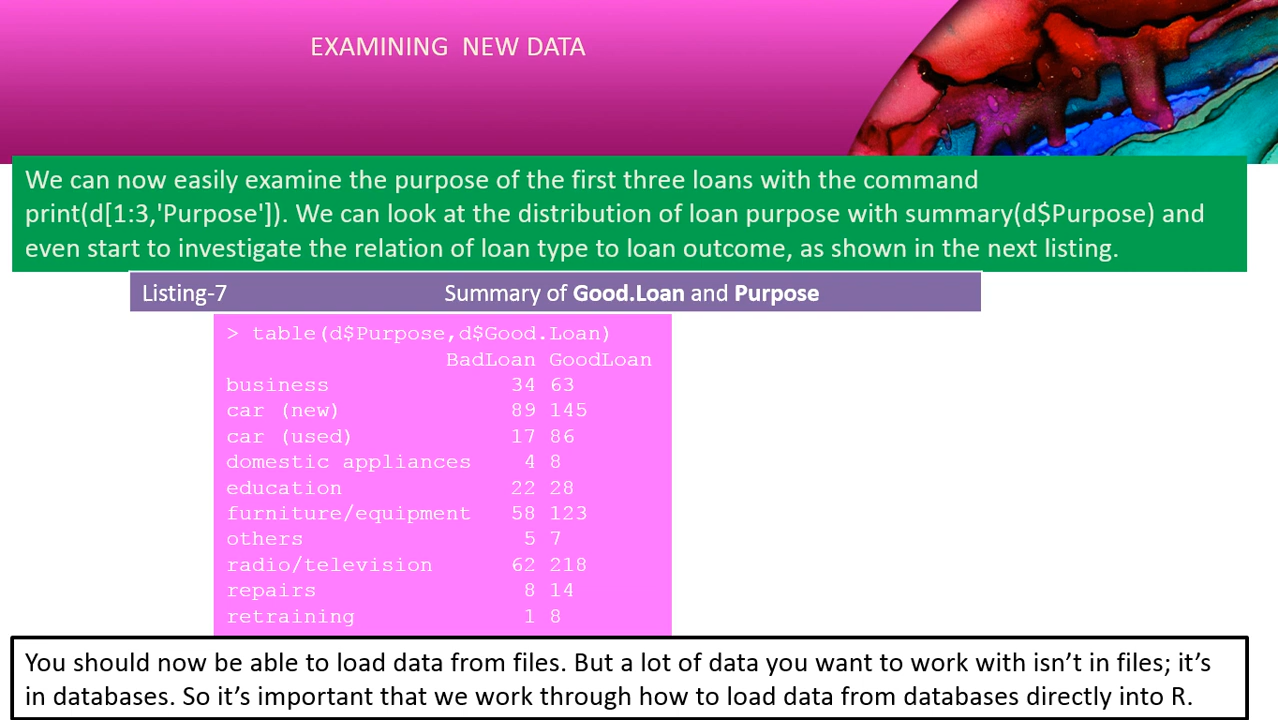 EXAMINING NEW DATA
We can now easily examine the purpose of the first three loans with the command
print(d[1:3,'Purpose']). We can look at the distribution of loan purpose with summary(d$Purpose) and
even start to investigate the relation of loan type to loan outcome, as shown in the next listing.
Listing-7 Summary of Good.Loan and Purpose
> table(d$Purpose,d$Good.Loan)
BadLoan GoodLoan
business 34 63
car (new) 89 145
car (used) 17 86
domestic appliances 4 8
education 22 28
furniture/equipment 58 123
others 5 7
radio/television 62 218
repairs 8 14
retraining 1 8
You should now be able to load data from files. But a lot of data you want to work with isn’t in files; it’s
in databases. So it’s important that we work through how to load data from databases directly into R.